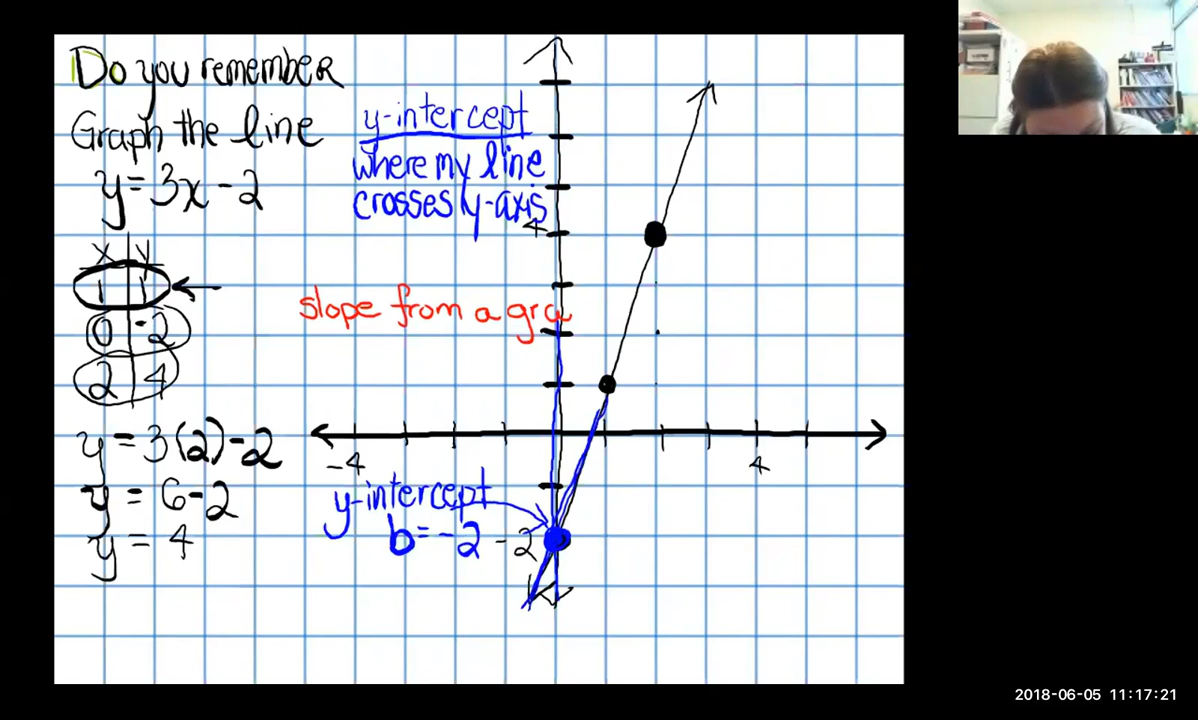 Do you remember
Graph the line
y=3x-2
x y
1 1
0 -2
2 4
y = 3(2)-2
y = 6-2
y = 4
y-intercept
where my line
crosses y-axis
4
slope from a gra
-4
4
y-intercept
b=-2
-2
2018-06-05 11:17:21